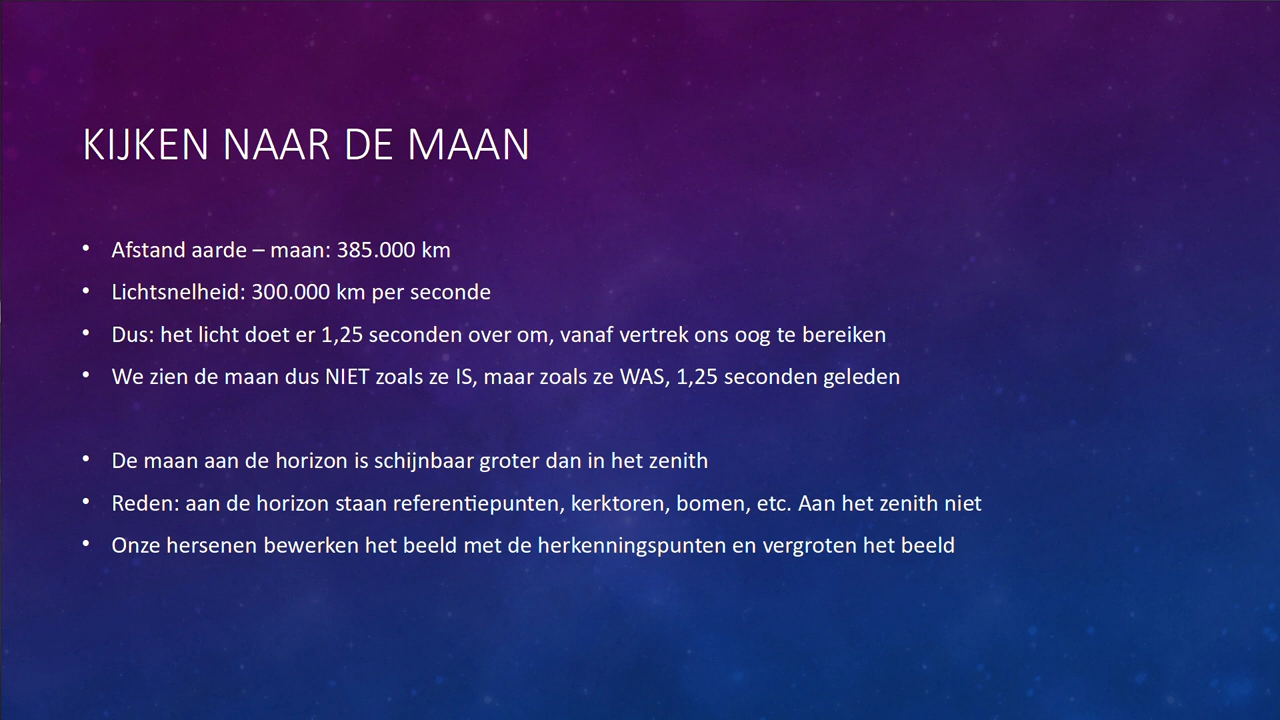 KIJKEN NAAR DE MAAN
• Afstand aarde – maan: 385.000 km
• Lichtsnelheid: 300.000 km per seconde
• Dus: het licht doet er 1,25 seconden over om, vanaf vertrek ons oog te bereiken
• We zien de maan dus NIET zoals ze IS, maar zoals ze WAS, 1,25 seconden geleden
• De maan aan de horizon is schijnbaar groter dan in het zenith
• Reden: aan de horizon staan referentiepunten, kerktoren, bomen, etc. Aan het zenith niet
• Onze hersenen bewerken het beeld met de herkenningspunten en vergroten het beeld